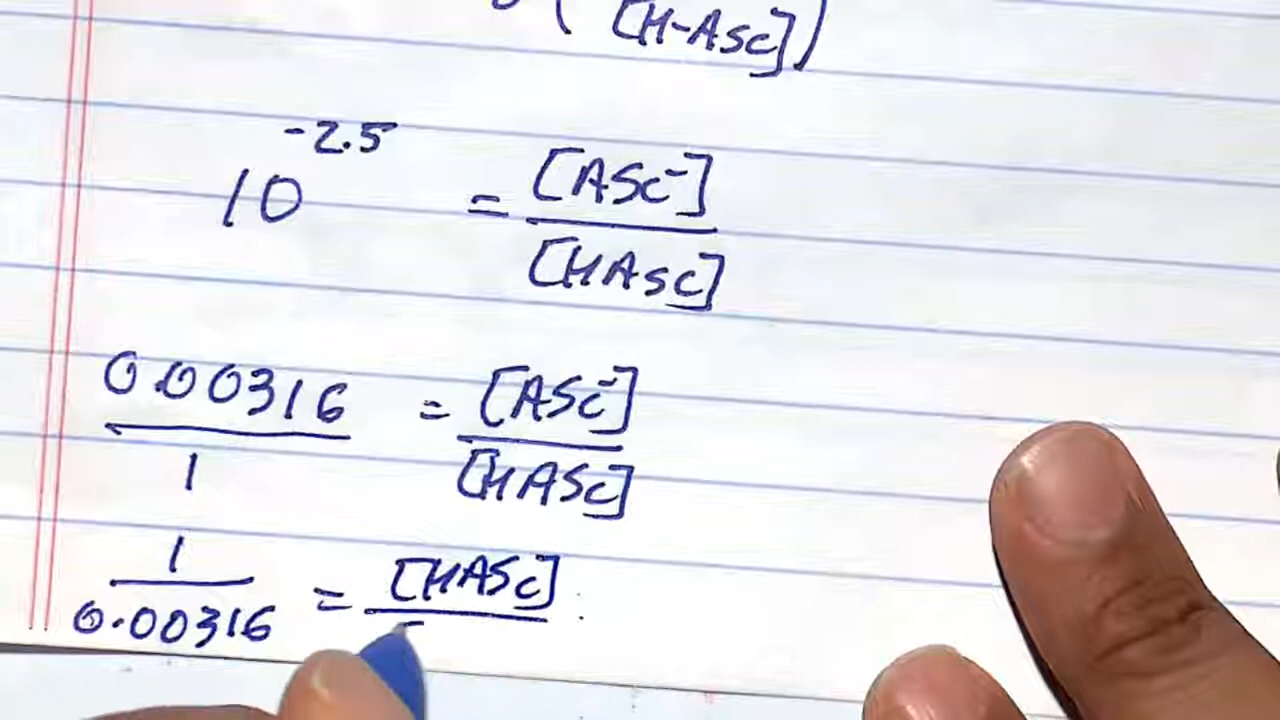 ( [H-Asc] )
10^-2.5 = [ASc-] / [HAsc]
0.00316 / 1 = [ASc-] / [HASc]
1 / 0.00316 = [HASc] / [